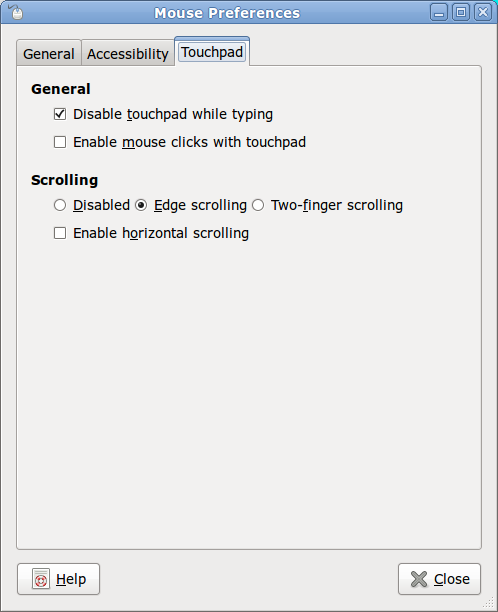 Mouse Preferences
General Accessibility Touchpad
General
Disable touchpad while typing
Enable mouse clicks with touchpad
Scrolling
Disabled Edge scrolling Two-finger scrolling
Enable horizontal scrolling
Help Close